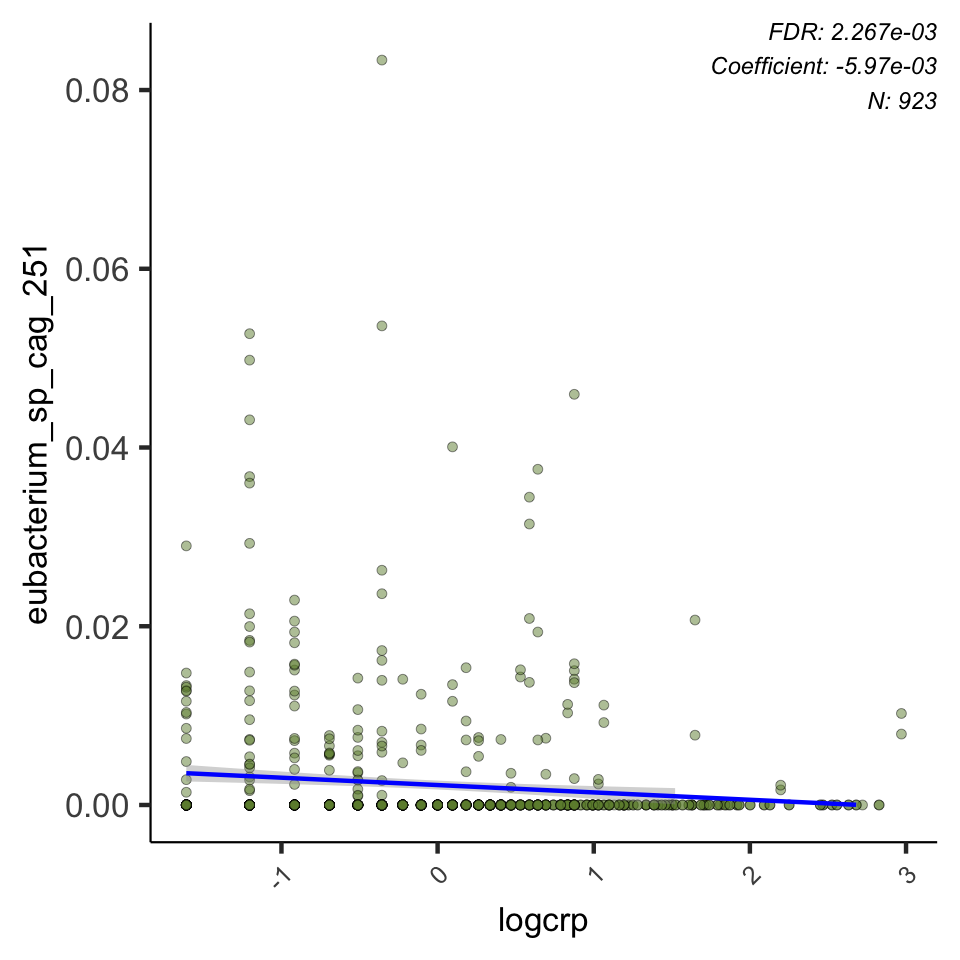 FDR: 2.267e-03
Coefficient: -5.97e-03
N: 923
eubacterium_sp_cag_251
0.08
0.06
0.04
0.02
0.00
-1 0 1 2 3
logcrp